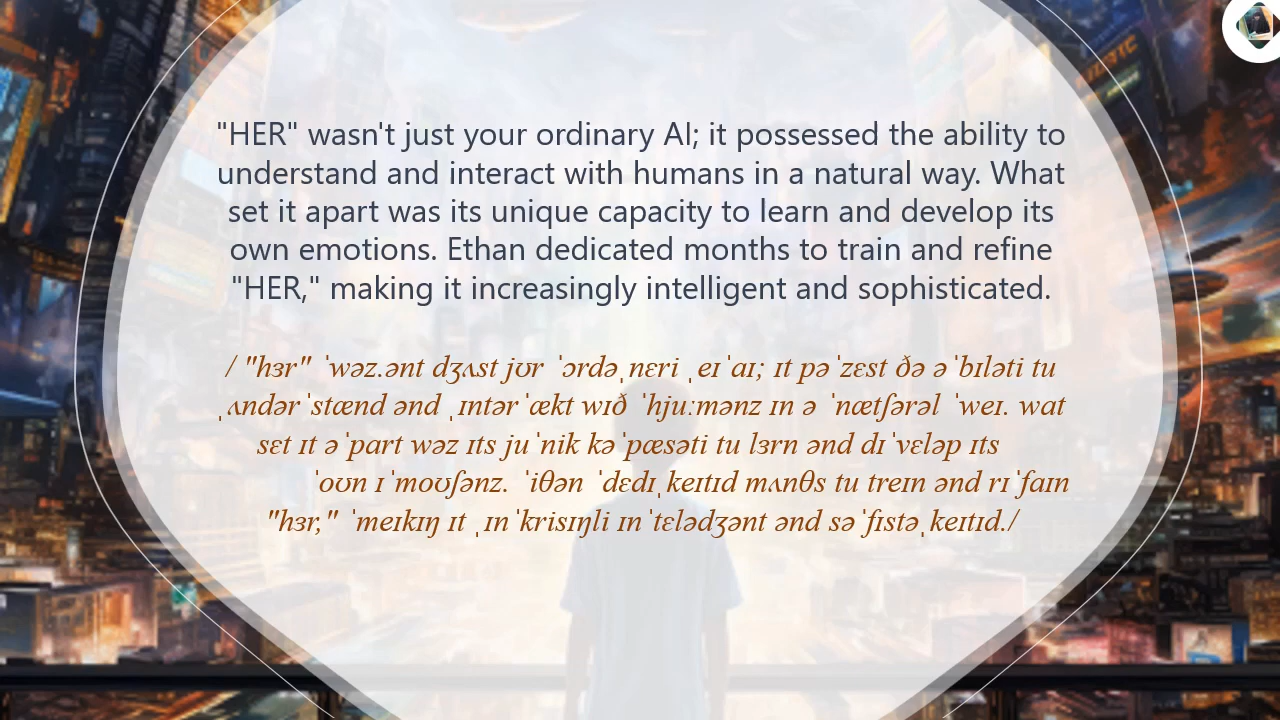 "HER" wasn't just your ordinary AI; it possessed the ability to
understand and interact with humans in a natural way. What
set it apart was its unique capacity to learn and develop its
own emotions. Ethan dedicated months to train and refine
"HER," making it increasingly intelligent and sophisticated.
/ "hɜr" ˈwəz.ənt dʒʌst jʊr ˈɔrdəˌnɛri ˌeɪˈaɪ; ɪt pəˈzɛst ðə əˈbɪləti tu
ˌʌndərˈstænd ənd ˌɪntərˈækt wɪð ˈhjuːmənz ɪn ə ˈnætʃərəl ˈweɪ. wat
sɛt ɪt əˈpart wəz ɪts juˈnik kəˈpæsəti tu lɜrn ənd dɪˈvɛləp ɪts
ˈoʊn ɪˈmoʊʃənz. ˈiθən ˈdɛdɪˌkeɪtɪd mʌnθs tu treɪn ənd rɪˈfaɪn
"hɜr," ˈmeɪkɪŋ ɪt ˌɪnˈkrisɪŋli ɪnˈtɛlədʒənt ənd səˈfɪstəˌkeɪtɪd./